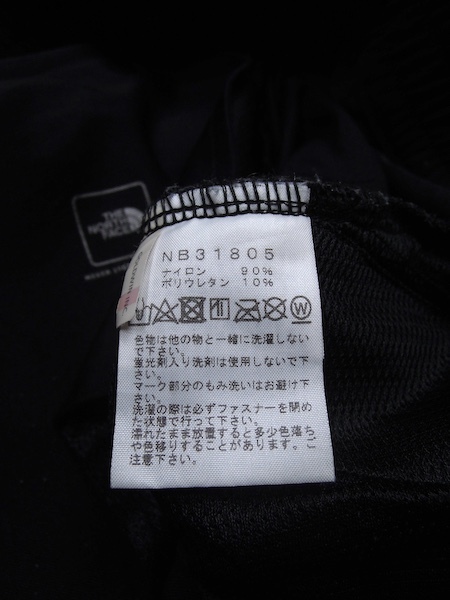 THE
NORTH
FACE
NB31805
ナイロン 90%
ポリウレタン 10%
色物は他の物と一緒に洗濯しない
で下さい。
蛍光剤入り洗剤は使用しないで下
さい。
マーク部分のもみ洗いはお避け下
さい。
洗濯の際は必ずファスナーを閉め
た状態で行って下さい。
濡れたまま放置すると多少色落ち
や色移りすることがあります。ご
注意下さい。